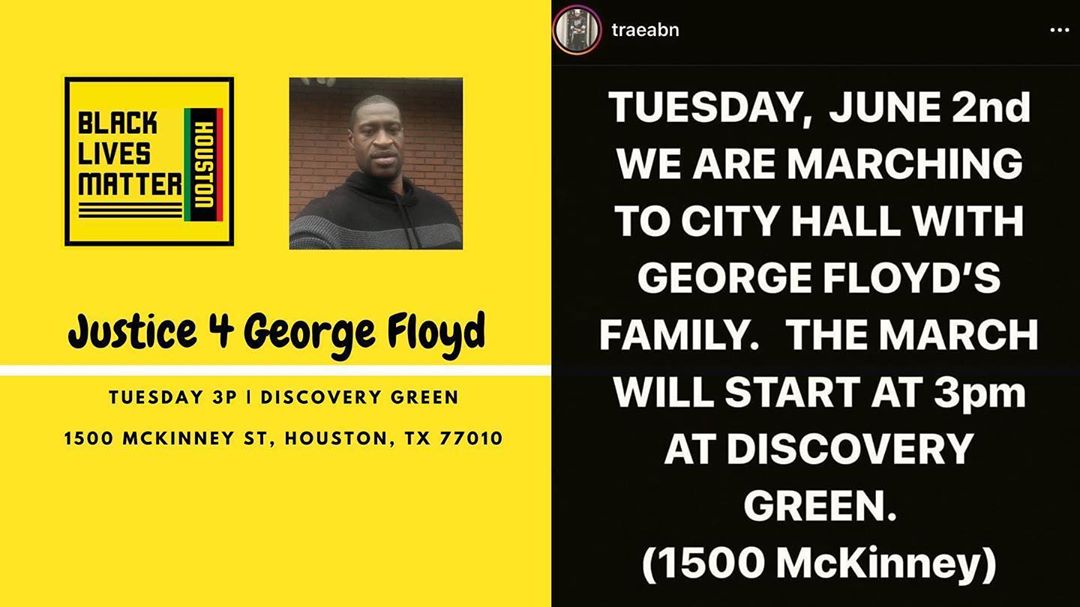 BLACK
LIVES
MATTER
HOUSTON
Justice 4 George Floyd
TUESDAY 3P | DISCOVERY GREEN
1500 MCKINNEY ST, HOUSTON, TX 77010
traeabn
TUESDAY, JUNE 2nd
WE ARE MARCHING
TO CITY HALL WITH
GEORGE FLOYD’S
FAMILY. THE MARCH
WILL START AT 3pm
AT DISCOVERY
GREEN.
(1500 McKinney)